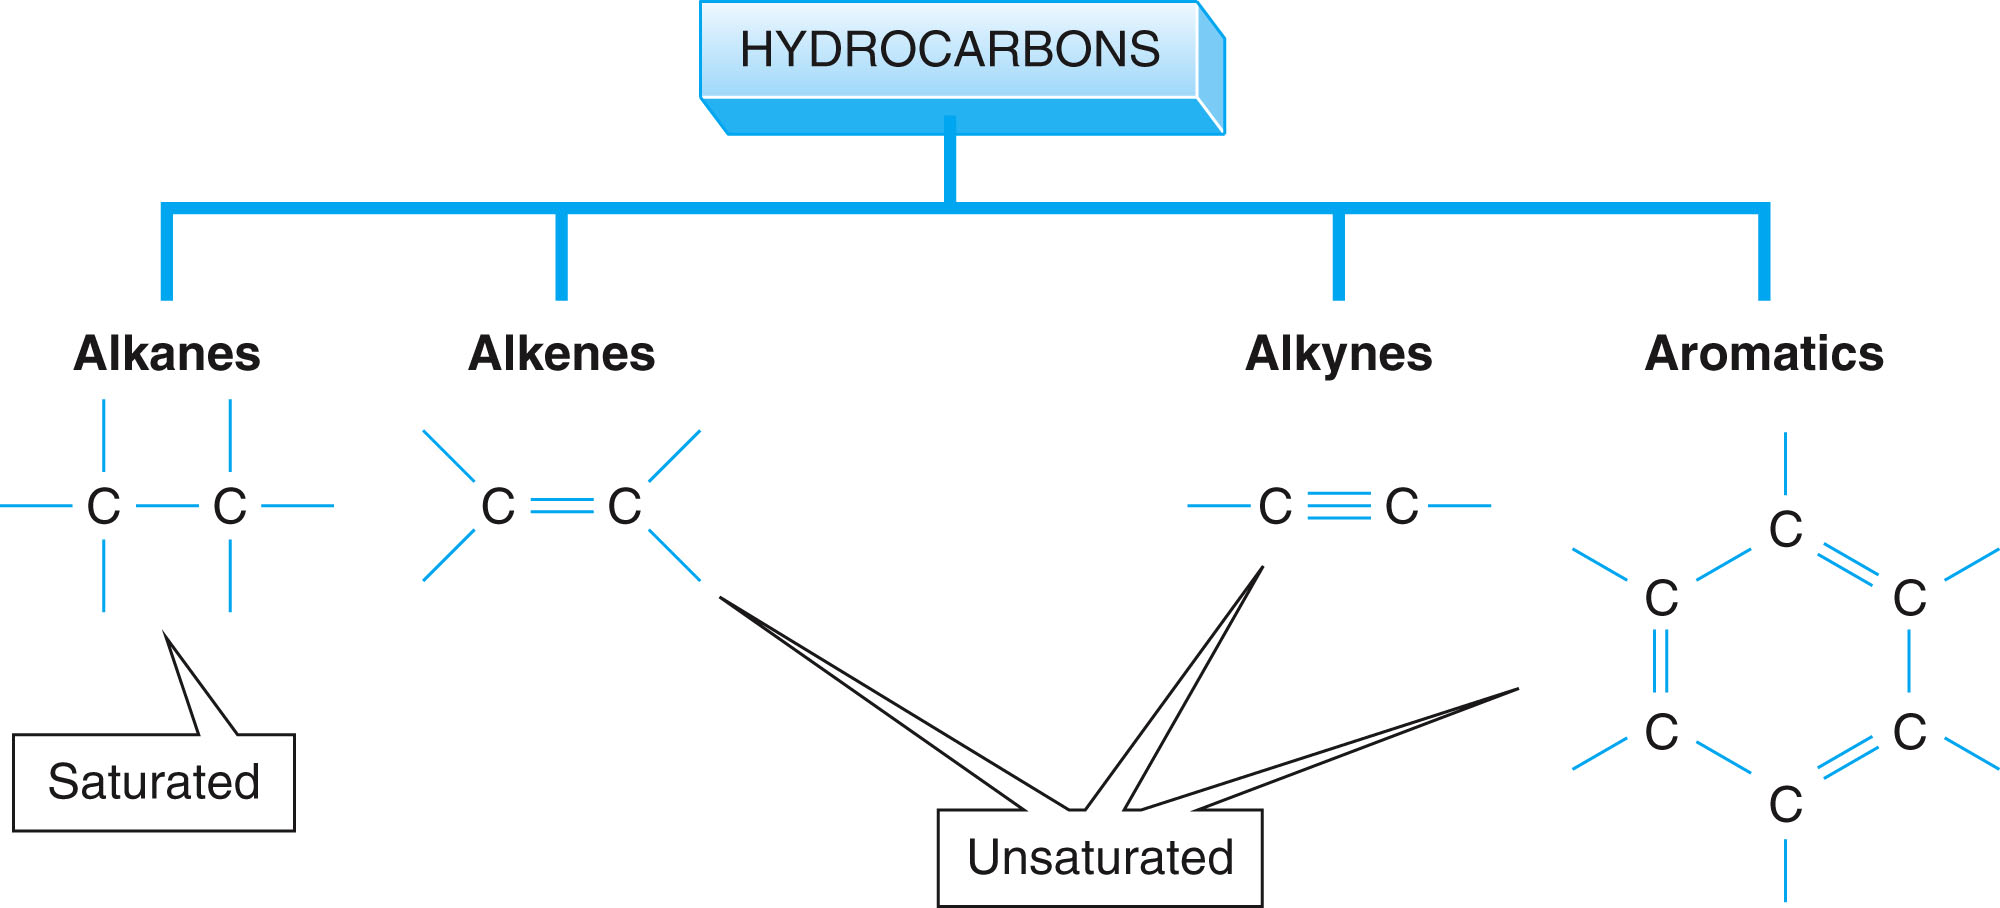 HYDROCARBONS
Alkanes
Alkenes
Alkynes
Aromatics
C C
C C
C C
C
C C
C C
C
Saturated
Unsaturated